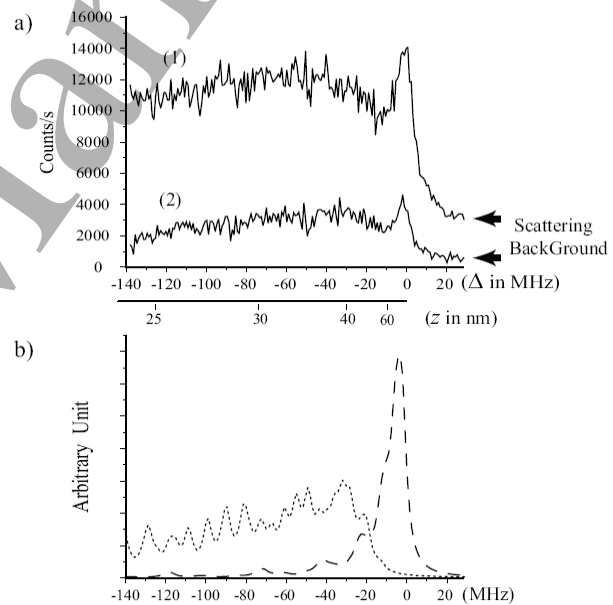 a)
16000
14000
(1)
12000
10000
Counts/s
8000
6000
4000
(2)
2000
0
Scattering
BackGround
-140 -120 -100 -80 -60 -40 -20 0 20 (Δ in MHz)
25 30 40 60 (z in nm)
b)
Arbitrary Unit
-140 -120 -100 -80 -60 -40 -20 0 20 (MHz)